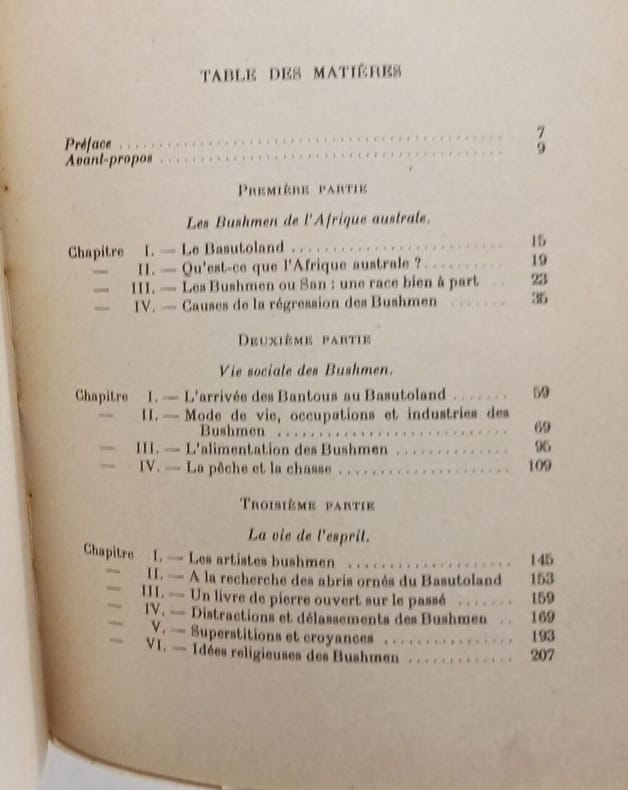 TABLE DES MATIÈRES
Préface ........ 7
Avant-propos ........ 9
PREMIÈRE PARTIE
Les Bushmen de l'Afrique australe.
Chapitre I. — Le Basutoland ........ 15
— II. — Qu'est-ce que l'Afrique australe ? ........ 19
— III. — Les Bushmen ou San : une race bien à part .. 23
— IV. — Causes de la régression des Bushmen ........ 35
DEUXIÈME PARTIE
Vie sociale des Bushmen.
Chapitre I. — L'arrivée des Bantous au Basutoland ........ 59
— II. — Mode de vie, occupations et industries des
Bushmen ........ 69
— III. — L'alimentation des Bushmen ........ 95
— IV. — La pêche et la chasse ........ 109
TROISIÈME PARTIE
La vie de l'esprit.
Chapitre I. — Les artistes bushmen ........ 145
— II. — A la recherche des abris ornés du Basutoland 153
— III. — Un livre de pierre ouvert sur le passé ........ 159
— IV. — Distractions et délassements des Bushmen .. 169
— V. — Superstitions et croyances ........ 193
— VI. — Idées religieuses des Bushmen ........ 207